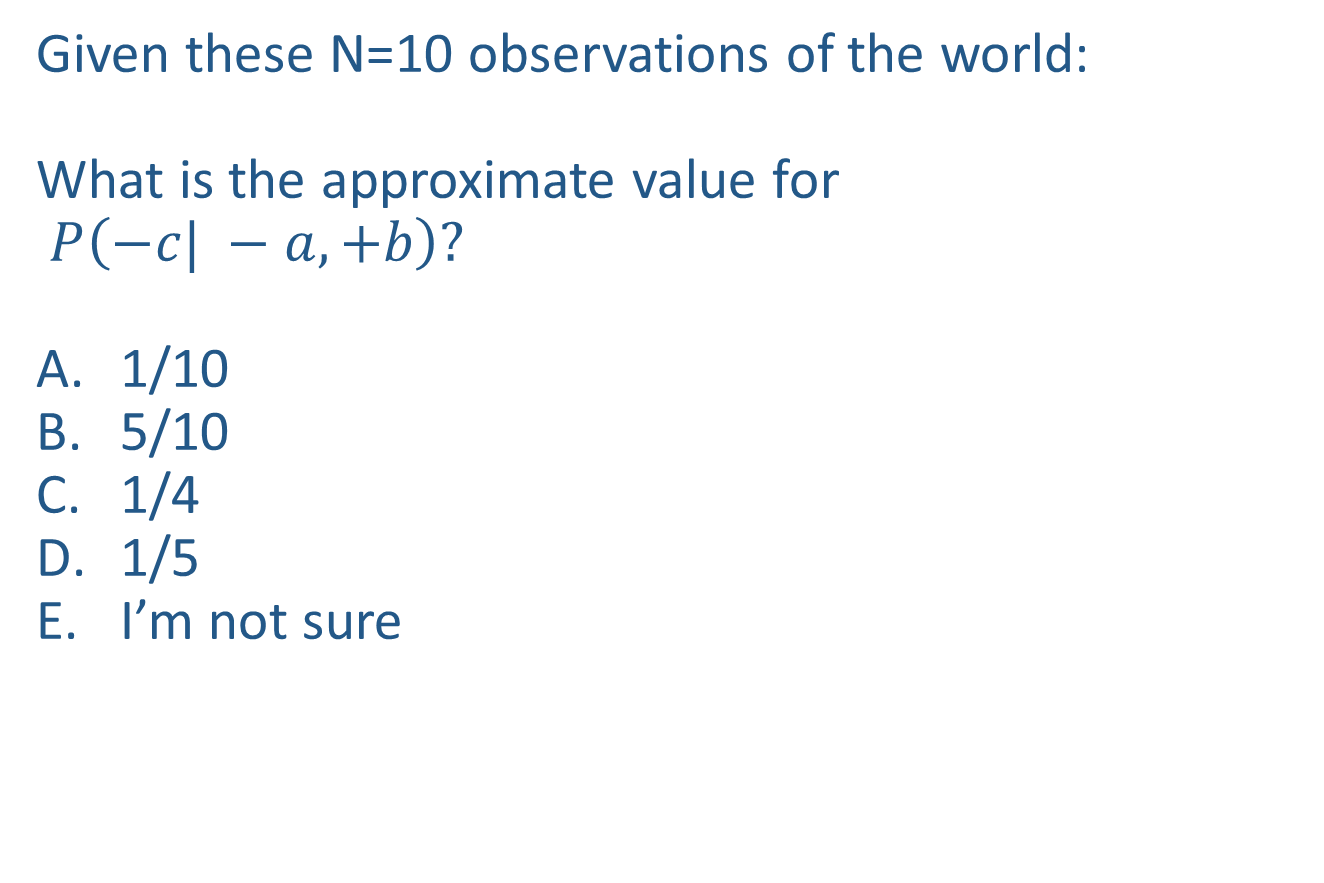 Given these N=10 observations of the world:
What is the approximate value for
P(−c| − a, +b)?
A. 1/10
B. 5/10
C. 1/4
D. 1/5
E. I’m not sure